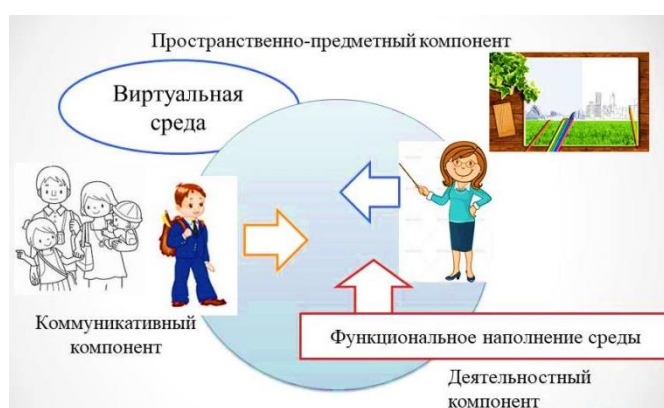 Пространственно-предметный компонент
Виртуальная
среда
Коммуникативный
компонент
Функциональное наполнение среды
Деятельностный
компонент